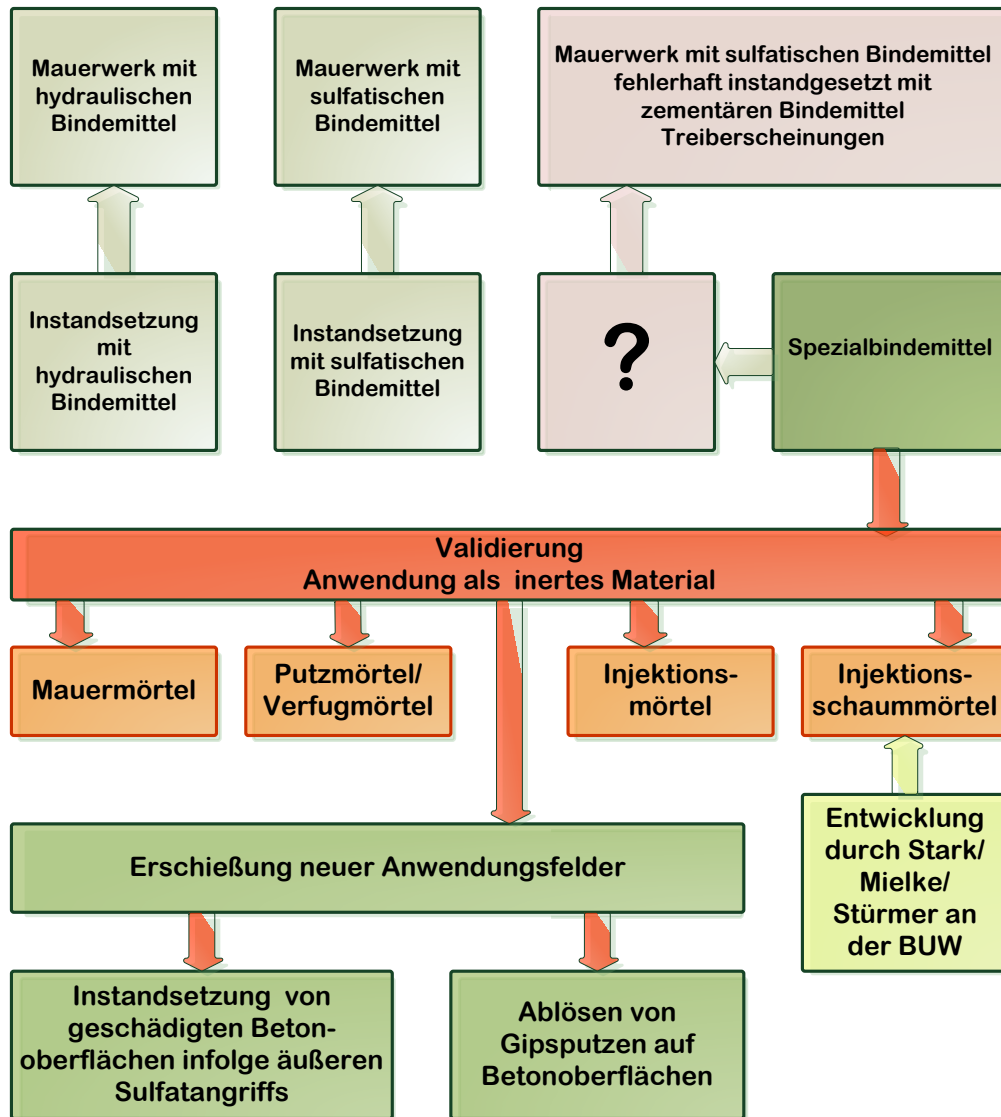 Mauerwerk mit
hydraulischen
Bindemittel
Mauerwerk mit
sulfatischen
Bindemittel
Mauerwerk mit sulfatischen Bindemittel
fehlerhaft instandgesetzt mit
zementären Bindemittel
Treiberscheinungen
Instandsetzung
mit
hydraulischen
Bindemittel
Instandsetzung
mit sulfatischen
Bindemittel
?
Spezialbindemittel
Validierung
Anwendung als inertes Material
Mauermörtel
Putzmörtel/
Verfugmörtel
Injektions-
mörtel
Injektions-
schaummörtel
Entwicklung
durch Stark/
Mielke/
Stürmer an
der BUW
Erschießung neuer Anwendungsfelder
Instandsetzung von
geschädigten Beton-
oberflächen infolge äußeren
Sulfatangriffs
Ablösen von
Gipsputzen auf
Betonoberflächen